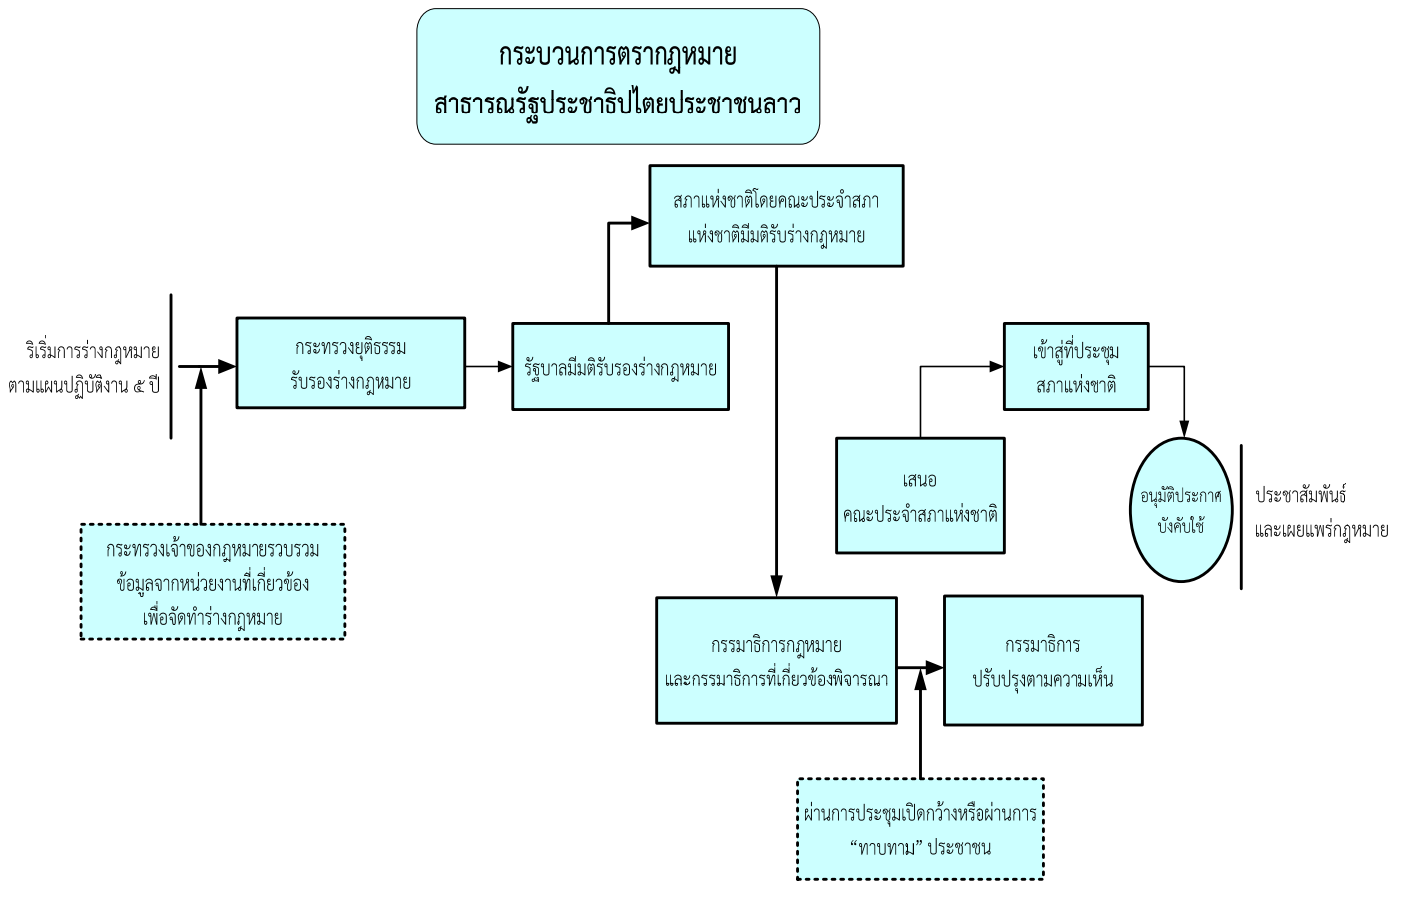 กระบวนการตรากฎหมาย
สาธารณรัฐประชาธิปไตยประชาชนลาว
สภาแห่งชาติโดยคณะประจำสภา
แห่งชาติมีมติรับร่างกฎหมาย
ริเริ่มการร่างกฎหมาย
ตามแผนปฏิบัติงาน ๕ ปี
กระทรวงยุติธรรม
รับรองร่างกฎหมาย
รัฐบาลมีมติรับรองร่างกฎหมาย
เข้าสู่ที่ประชุม
สภาแห่งชาติ
เสนอ
คณะประจำสภาแห่งชาติ
อนุมัติประกาศ
บังคับใช้
ประชาสัมพันธ์
และเผยแพร่กฎหมาย
กระทรวงเจ้าของกฎหมายรวบรวม
ข้อมูลจากหน่วยงานที่เกี่ยวข้อง
เพื่อจัดทำร่างกฎหมาย
กรรมาธิการกฎหมาย
และกรรมาธิการที่เกี่ยวข้องพิจารณา
กรรมาธิการ
ปรับปรุงตามความเห็น
ผ่านการประชุมเปิดกว้างหรือผ่านการ
“ทาบทาม” ประชาชน